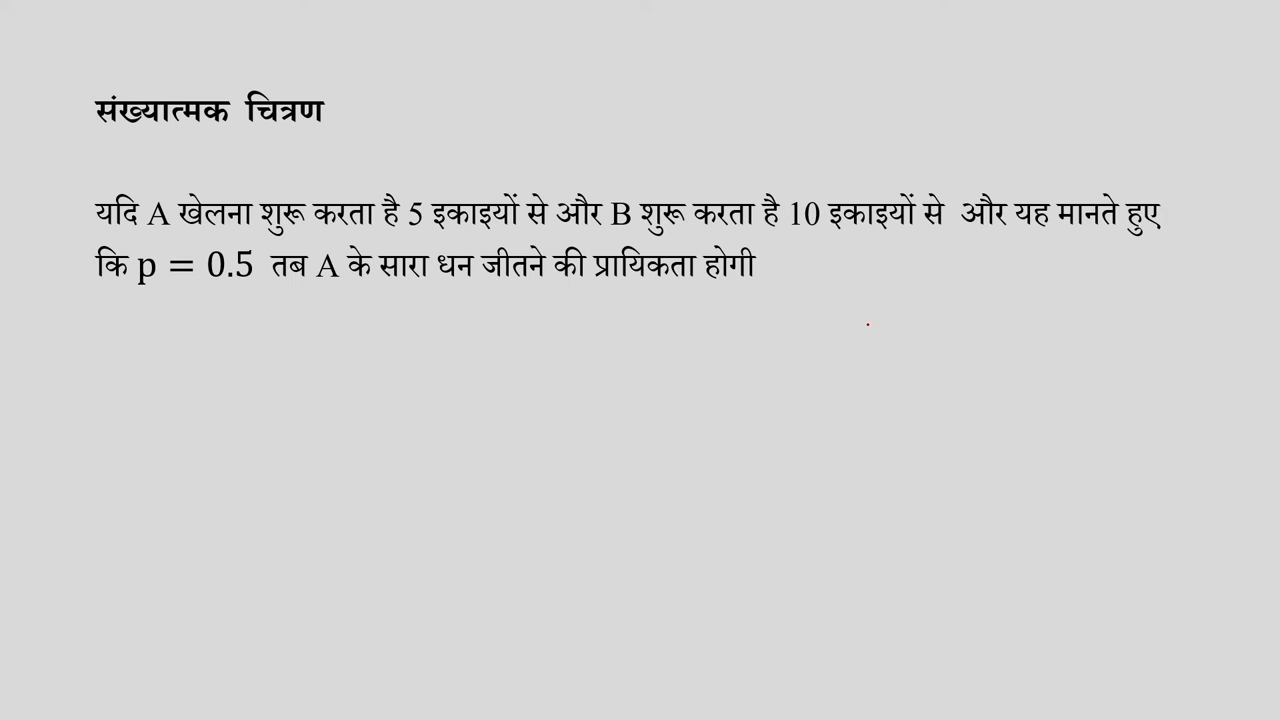 संख्यात्मक चित्रण
यदि A खेलना शुरू करता है 5 इकाइयों से और B शुरू करता है 10 इकाइयों से और यह मानते हुए
कि p = 0.5 तब A के सारा धन जीतने की प्रायिकता होगी